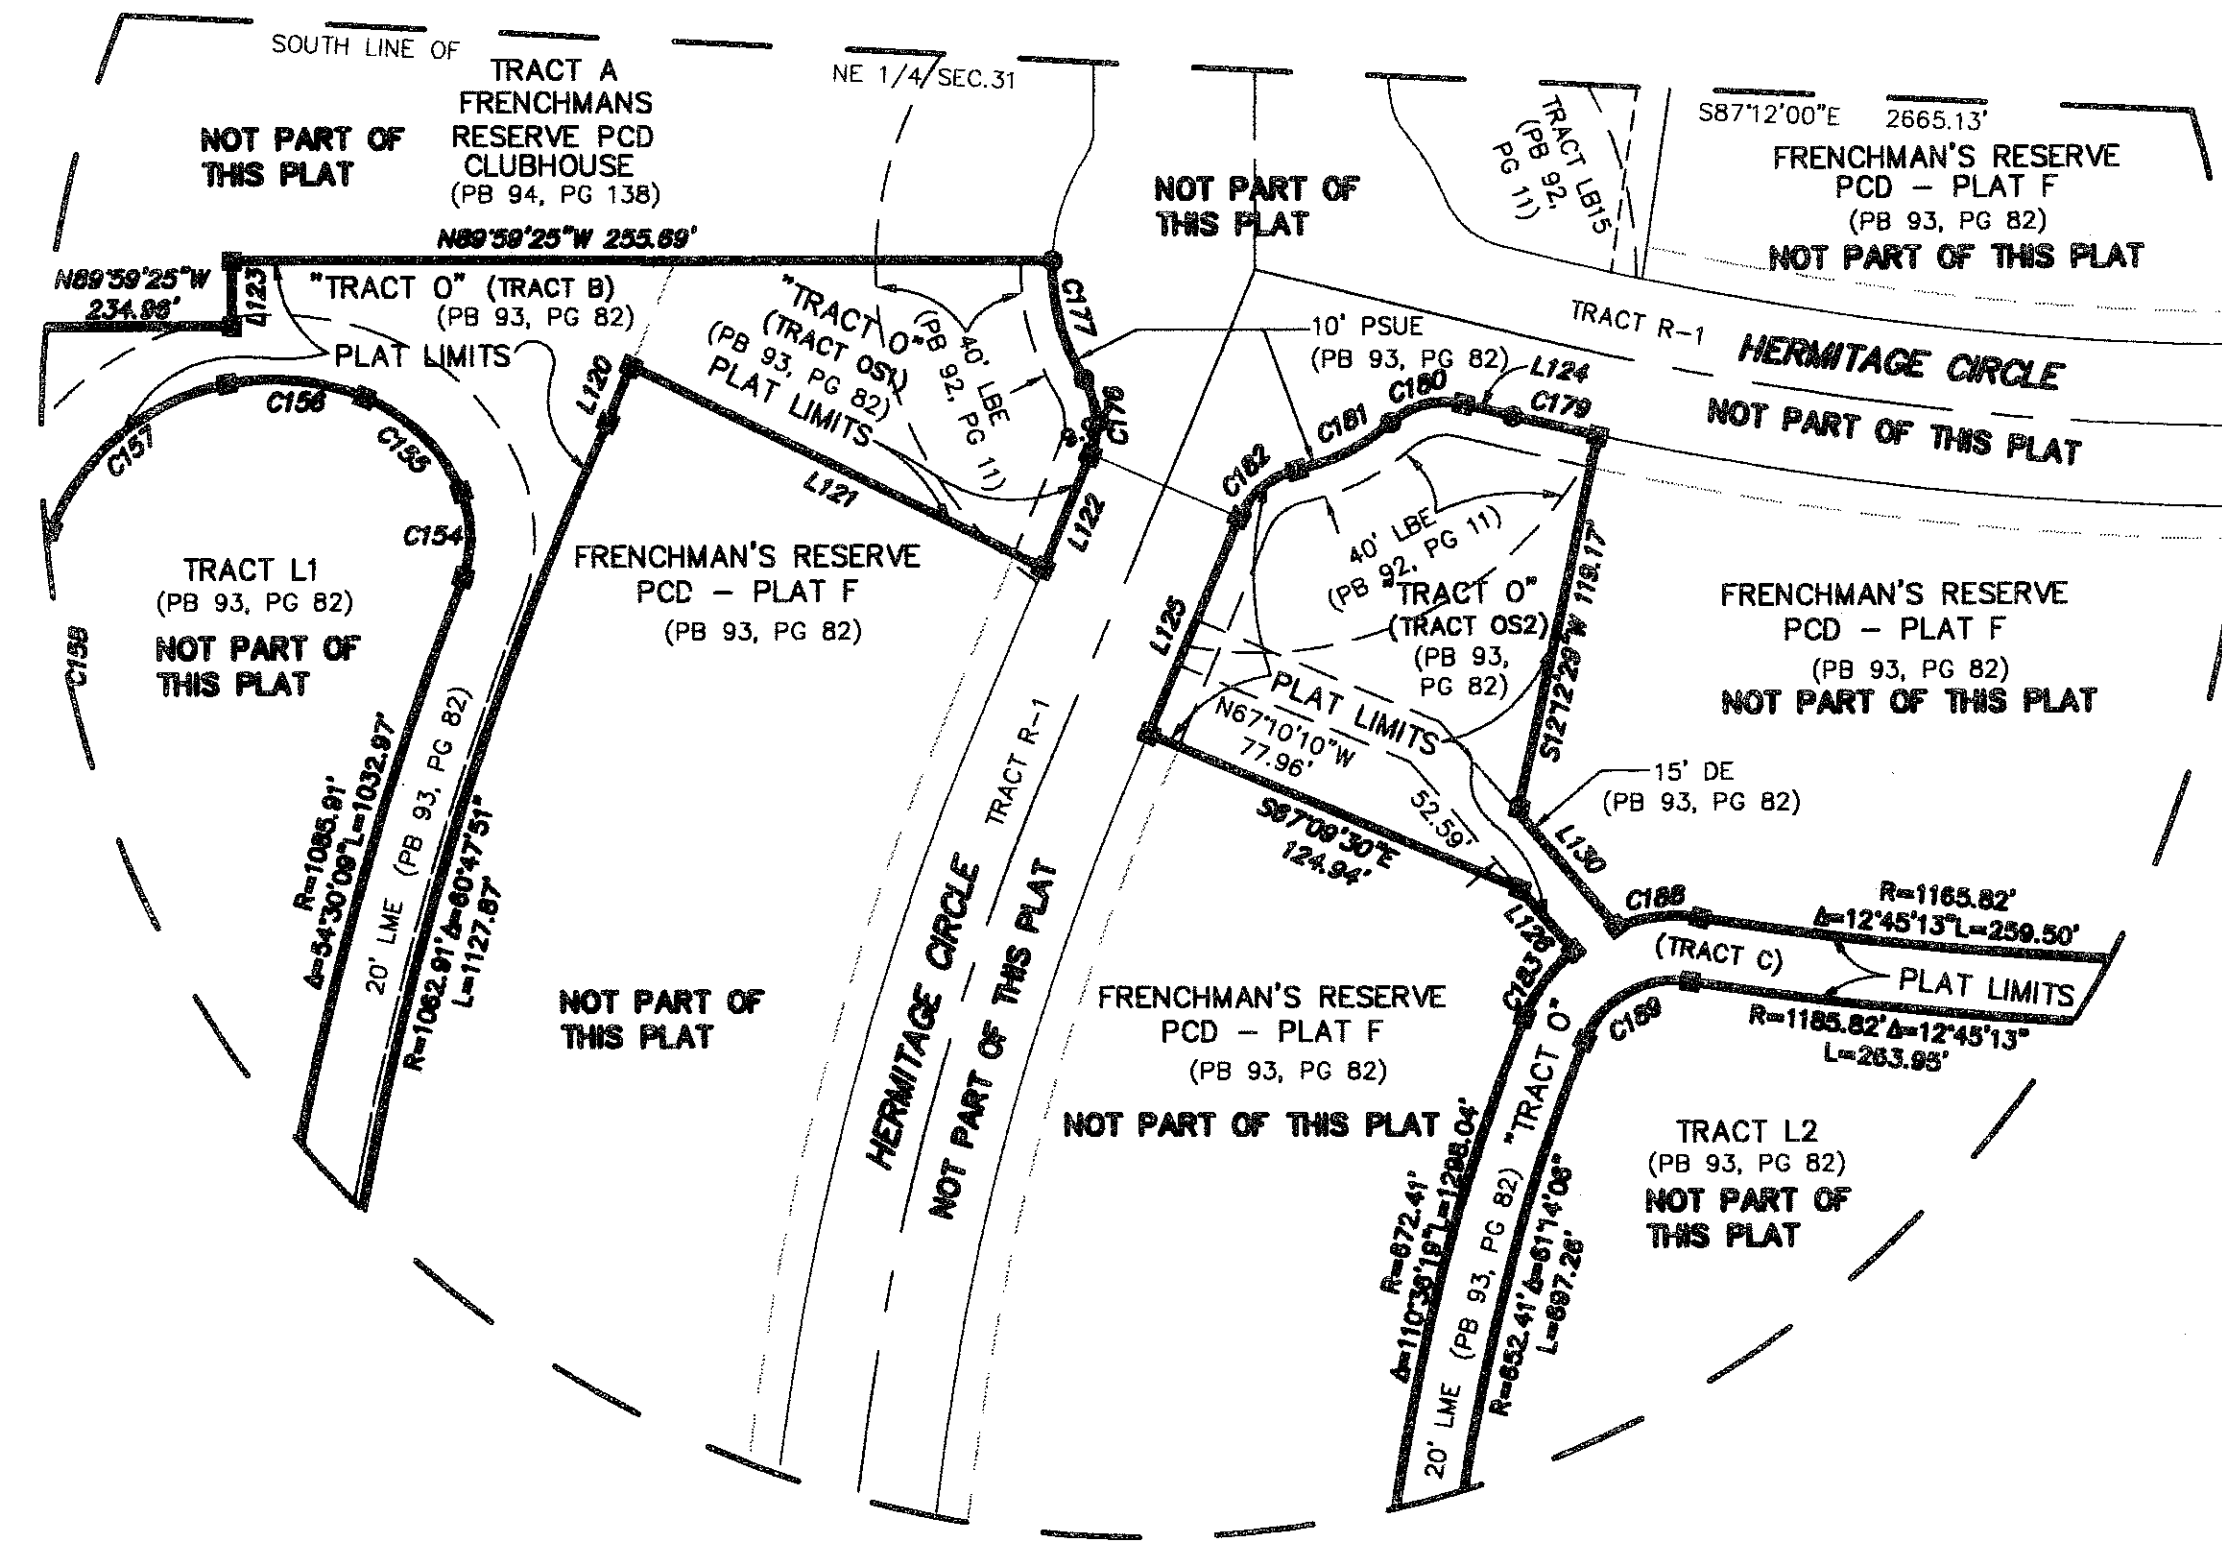 SOUTH LINE OF
NE 1/4 SEC.31
S87°12'00"E 2665.13'
TRACT A
FRENCHMANS
RESERVE PCD
CLUBHOUSE
(PB 94, PG 138)
NOT PART OF
THIS PLAT
NOT PART OF
THIS PLAT
TRACT LB15
(PB 92,
PG 11)
FRENCHMAN'S RESERVE
PCD - PLAT F
(PB 93, PG 82)
NOT PART OF THIS PLAT
N89°59'25"W 255.69'
N89°59'25"W
234.96'
L123
"TRACT O" (TRACT B)
(PB 93, PG 82)
PLAT LIMITS
"TRACT O"
(TRACT OS1)
(PB 93, PG 82)
PLAT LIMITS
40' LBE
(PB 92, PG 11)
C177
C176
10' PSUE
(PB 93, PG 82)
TRACT R-1
HERMITAGE CIRCLE
NOT PART OF THIS PLAT
L124
C180
C179
C181
C182
L120
L121
L122
C156
C155
C157
C154
C158
TRACT L1
(PB 93, PG 82)
NOT PART OF
THIS PLAT
FRENCHMAN'S RESERVE
PCD - PLAT F
(PB 93, PG 82)
NOT PART OF
THIS PLAT
R=1085.91'
Δ=54°30'09" L=1032.97'
20' LME (PB 93, PG 82)
R=1062.91' Δ=60°47'51"
L=1127.87'
HERMITAGE CIRCLE
TRACT R-1
NOT PART OF THIS PLAT
L125
40' LBE
(PB 92, PG 11)
"TRACT O"
(TRACT OS2)
(PB 93,
PG 82)
S12°12'29"W 119.17'
PLAT LIMITS
N67°10'10"W
77.96'
52.59'
S67°09'30"E
124.94'
FRENCHMAN'S RESERVE
PCD - PLAT F
(PB 93, PG 82)
NOT PART OF THIS PLAT
15' DE
(PB 93, PG 82)
L130
L126
C183
C188
C189
R=1165.82'
Δ=12°45'13" L=259.50'
(TRACT C)
PLAT LIMITS
R=1185.82' Δ=12°45'13"
L=263.95'
FRENCHMAN'S RESERVE
PCD - PLAT F
(PB 93, PG 82)
NOT PART OF THIS PLAT
"TRACT O"
R=672.41'
Δ=110°36'19" L=1298.04'
20' LME (PB 93, PG 82)
R=652.41' Δ=61°14'06"
L=697.26'
TRACT L2
(PB 93, PG 82)
NOT PART OF
THIS PLAT